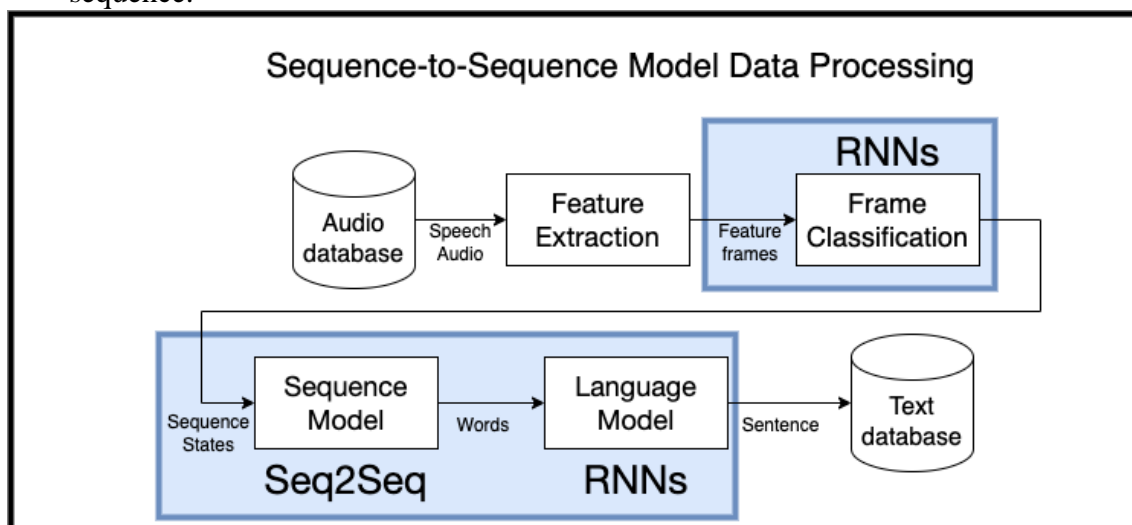 sequence.
Sequence-to-Sequence Model Data Processing
RNNs
Audio
database
Speech
Audio
Feature
Extraction
Feature
frames
Frame
Classification
Sequence
States
Sequence
Model
Words
Language
Model
Sentence
Text
database
Seq2Seq
RNNs